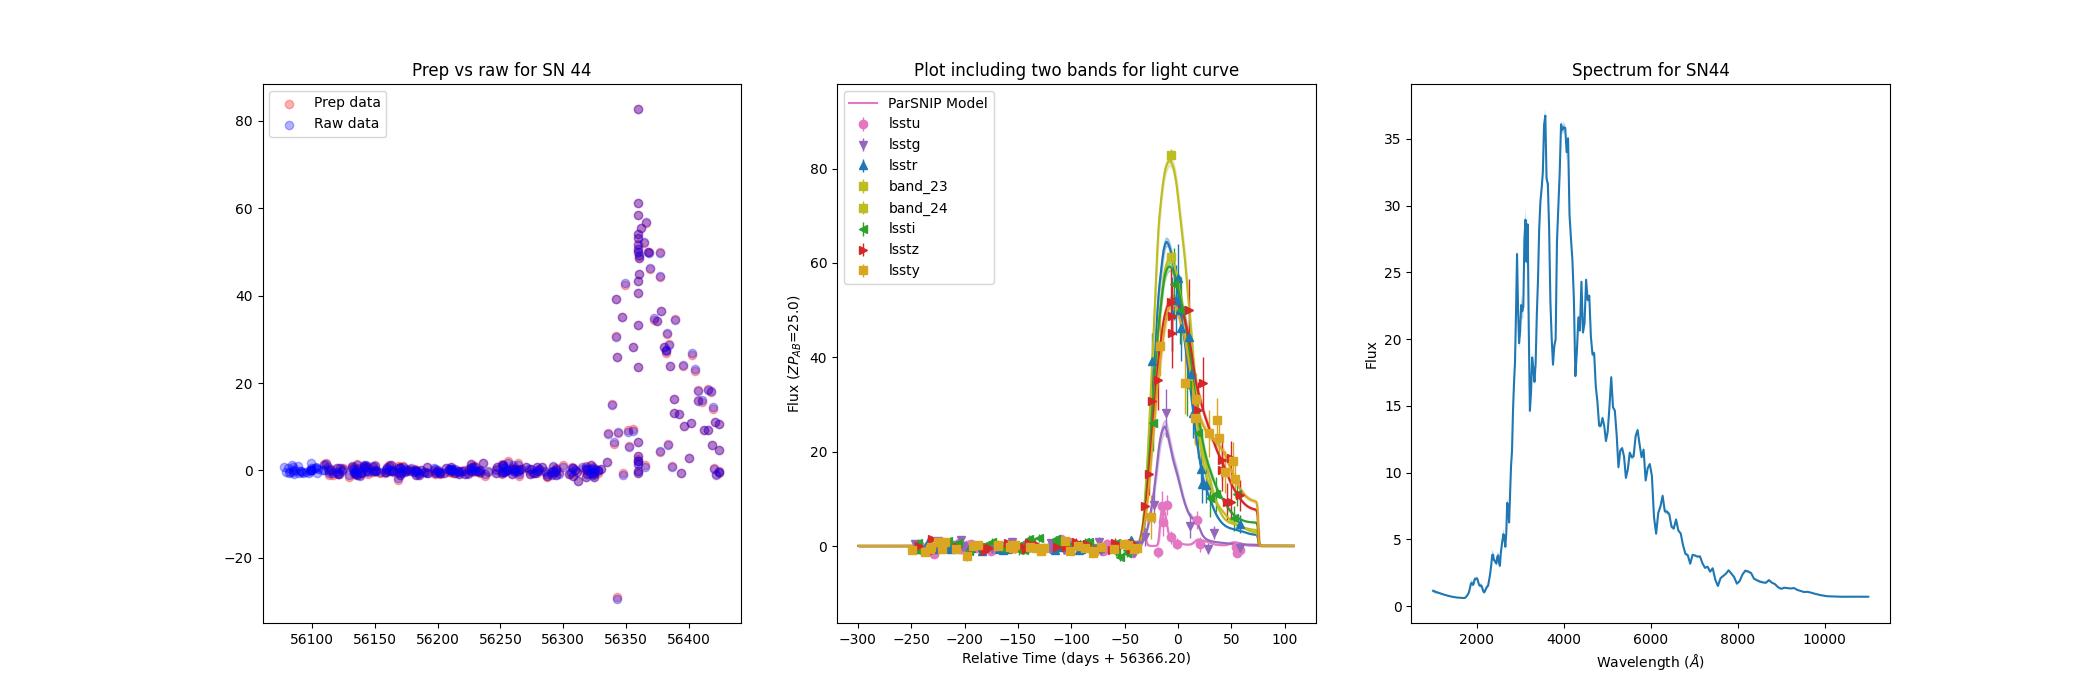 Prep vs raw for SN 44
Prep data
Raw data
80
60
40
20
0
−20
56100 56150 56200 56250 56300 56350 56400
Plot including two bands for light curve
ParSNIP Model
lsstu
lsstg
lsstr
band_23
band_24
lssti
lsstz
lssty
Flux (ZP_AB=25.0)
80
60
40
20
0
−300 −250 −200 −150 −100 −50 0 50 100
Relative Time (days + 56366.20)
Spectrum for SN44
Flux
35
30
25
20
15
10
5
0
2000 4000 6000 8000 10000
Wavelength (Å)